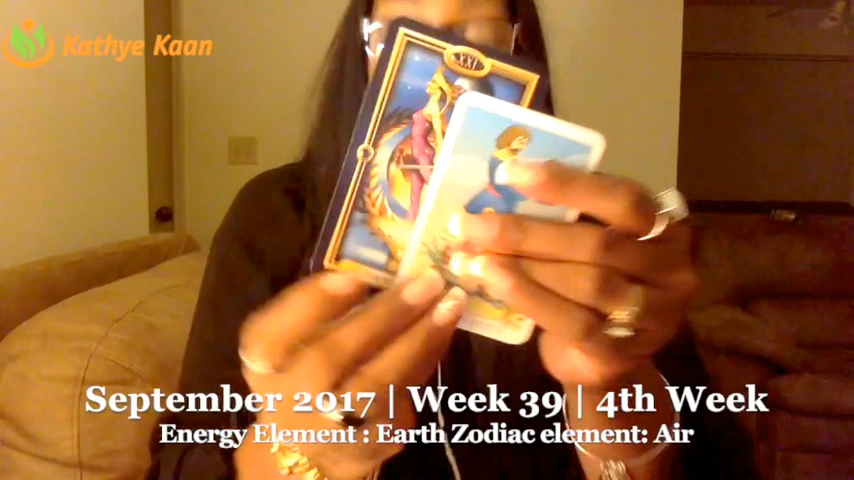 Kathye Kaan
XXI
September 2017 | Week 39 | 4th Week
Energy Element : Earth Zodiac element: Air